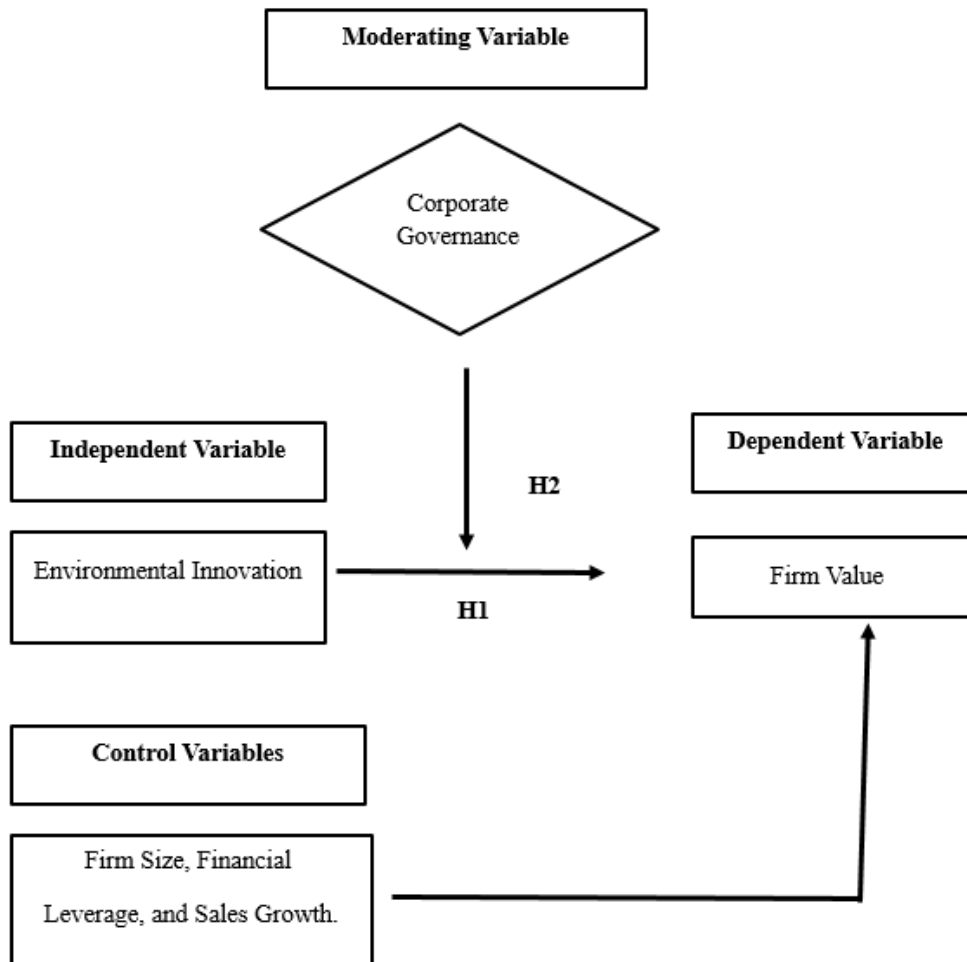 Moderating Variable
Corporate
Governance
Independent Variable
Dependent Variable
H2
Environmental Innovation
Firm Value
H1
Control Variables
Firm Size, Financial
Leverage, and Sales Growth.